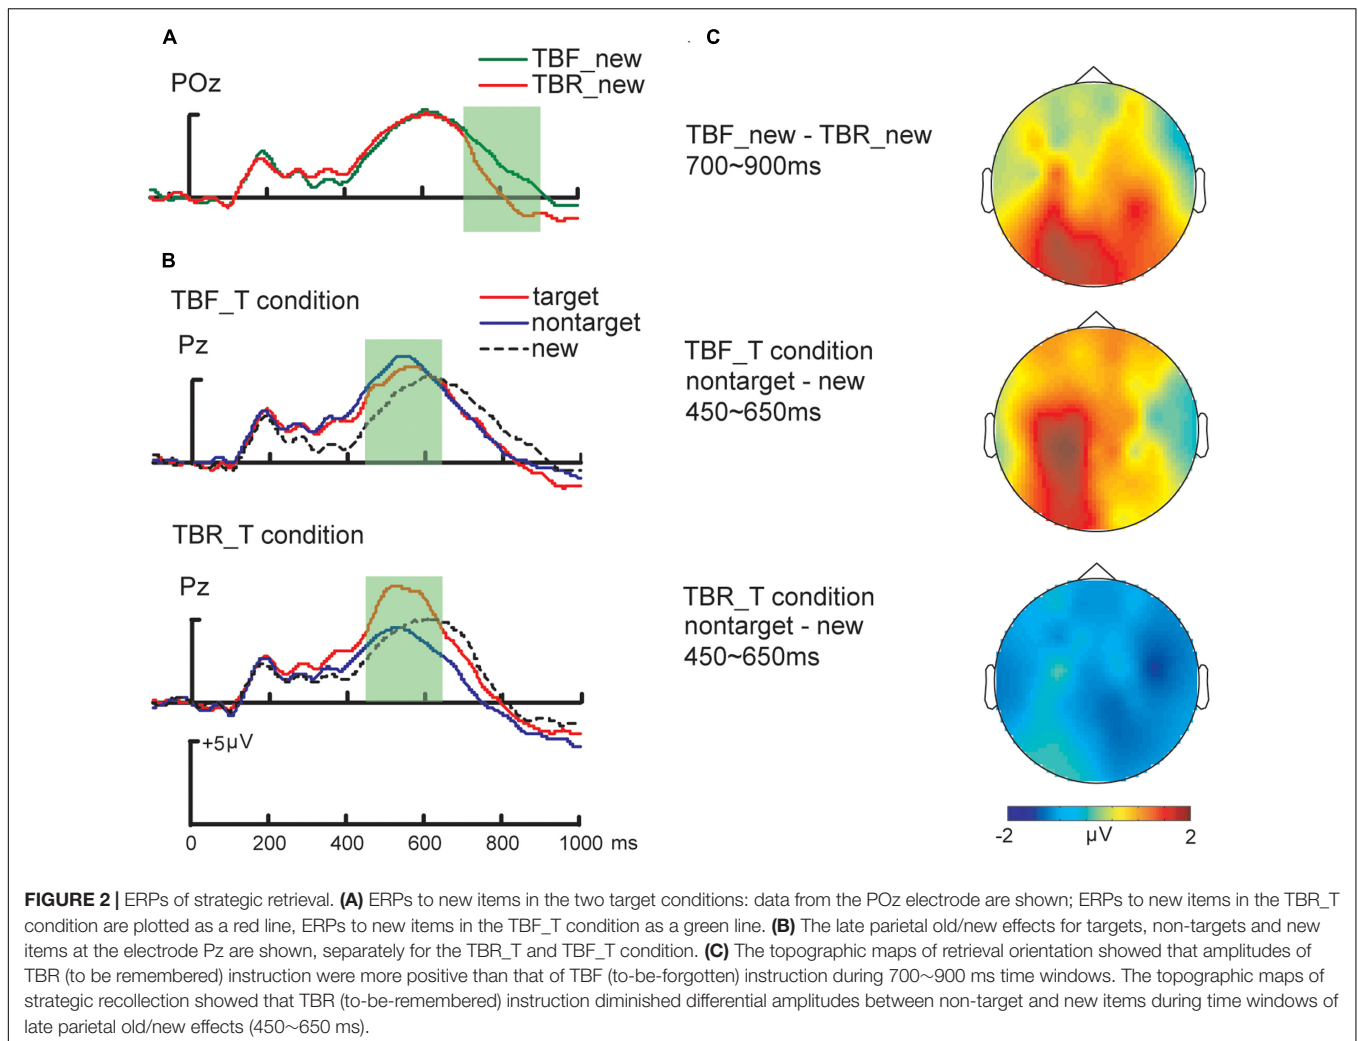 A
TBF_new
TBR_new
POz
B
TBF_T condition
target
nontarget
new
Pz
TBR_T condition
Pz
+5µV
0 200 400 600 800 1000 ms
C
TBF_new - TBR_new
700~900ms
TBF_T condition
nontarget - new
450~650ms
TBR_T condition
nontarget - new
450~650ms
-2 µV 2
FIGURE 2 | ERPs of strategic retrieval. (A) ERPs to new items in the two target conditions: data from the POz electrode are shown; ERPs to new items in the TBR_T
condition are plotted as a red line, ERPs to new items in the TBF_T condition as a green line. (B) The late parietal old/new effects for targets, non-targets and new
items at the electrode Pz are shown, separately for the TBR_T and TBF_T condition. (C) The topographic maps of retrieval orientation showed that amplitudes of
TBR (to be remembered) instruction were more positive than that of TBF (to-be-forgotten) instruction during 700~900 ms time windows. The topographic maps of
strategic recollection showed that TBR (to-be-remembered) instruction diminished differential amplitudes between non-target and new items during time windows of
late parietal old/new effects (450~650 ms).